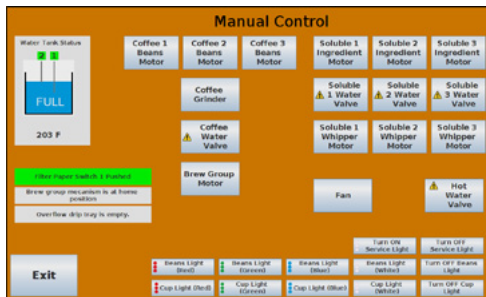 Manual Control
Water Tank Status
2 1
FULL
203 F
Coffee 1
Beans
Motor
Coffee 2
Beans
Motor
Coffee 3
Beans
Motor
Soluble 1
Ingredient
Motor
Soluble 2
Ingredient
Motor
Soluble 3
Ingredient
Motor
Coffee
Grinder
Soluble
1 Water
Valve
Soluble
2 Water
Valve
Soluble
3 Water
Valve
Coffee
Water
Valve
Soluble 1
Whipper
Motor
Soluble 2
Whipper
Motor
Soluble 3
Whipper
Motor
Filter Paper Switch 1 Pushed
Brew group mecanism is at home
position
Overflow drip tray is empty.
Brew Group
Motor
Fan
Hot
Water
Valve
Turn ON
Service Light
Turn OFF
Service Light
Beans Light
(Red)
Beans Light
(Green)
Beans Light
(Blue)
Beans Light
(White)
Turn OFF Beans
Light
Exit
Cup Light (Red)
Cup Light
(Green)
Cup Light (Blue)
Cup Light
(White)
Turn OFF Cup
Light